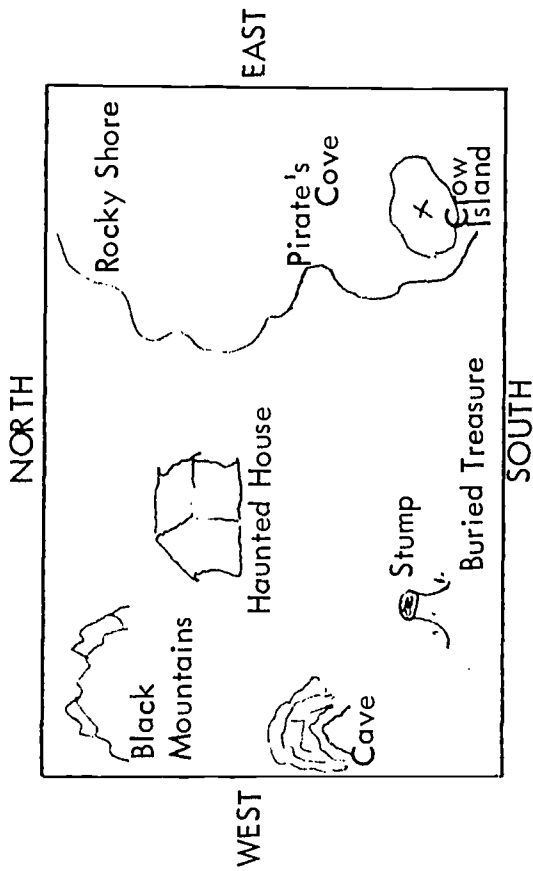 NORTH
Rocky Shore
Black
Mountains
Haunted House
WEST
EAST
Pirate's
Cove
Cave
Stump
Crow
Island
Buried Treasure
SOUTH